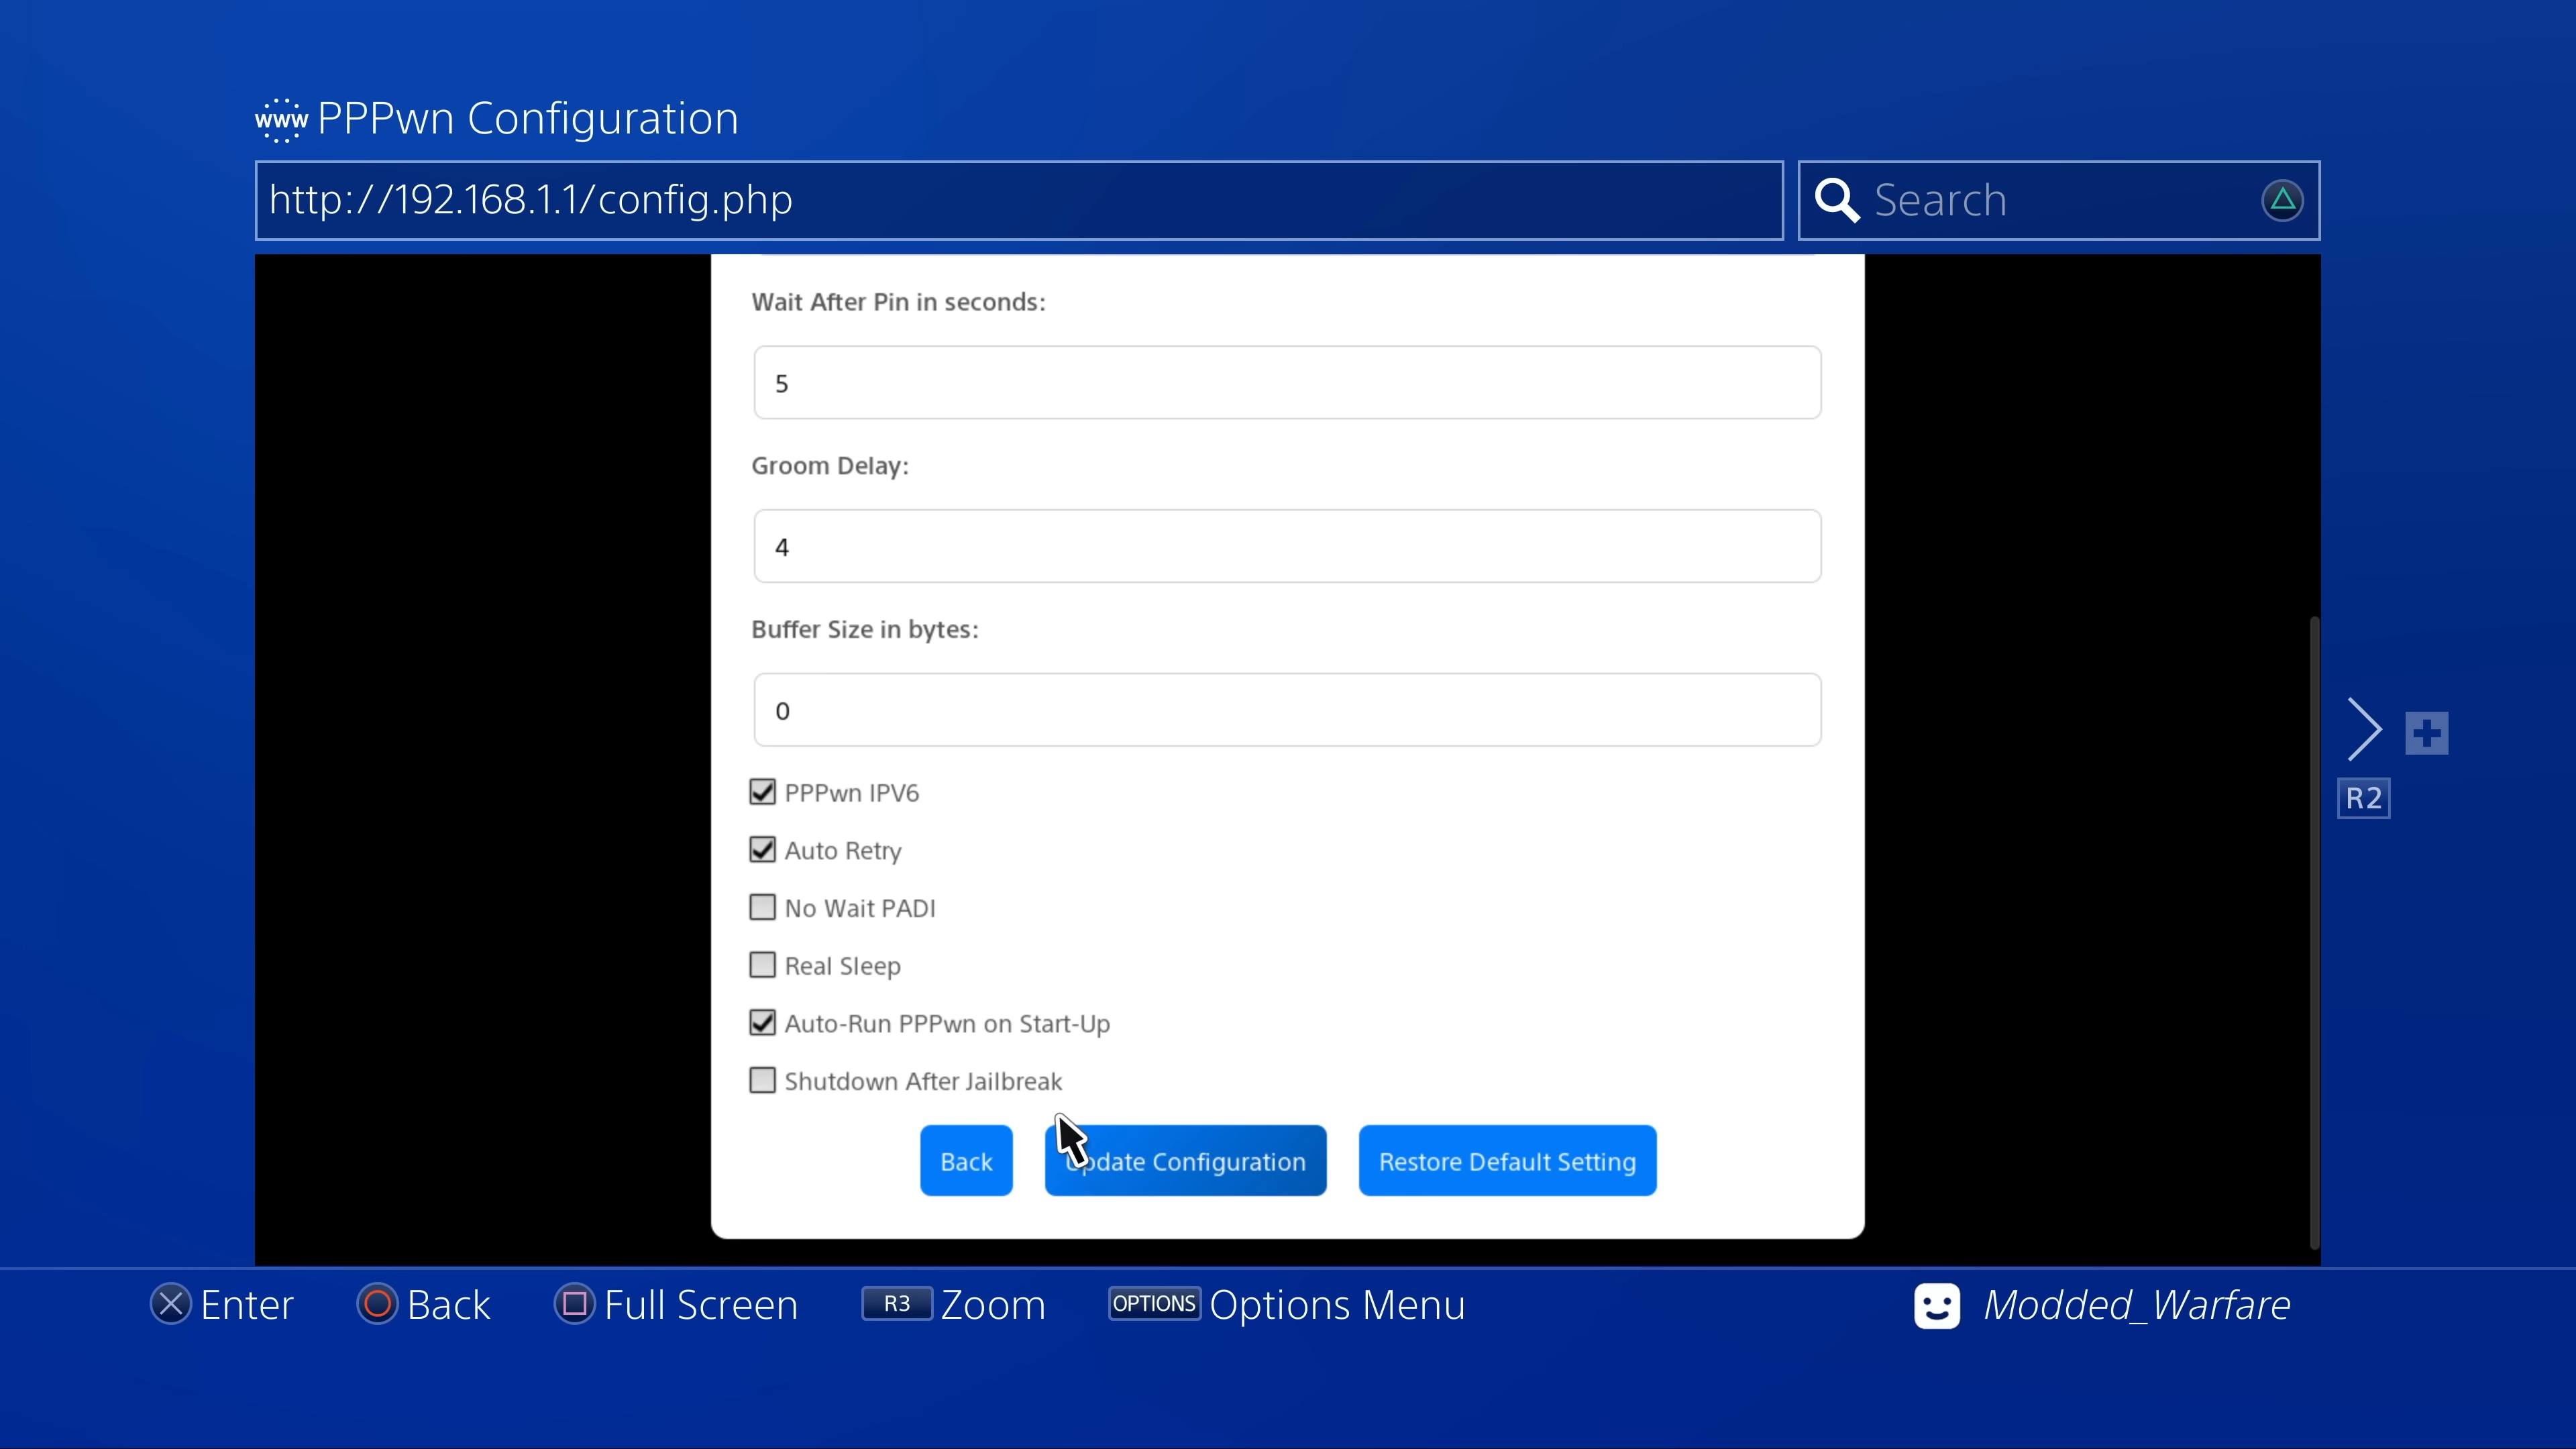 www PPPwn Configuration
http://192.168.1.1/config.php
Search
Wait After Pin in seconds:
5
Groom Delay:
4
Buffer Size in bytes:
0
PPPwn IPV6
Auto Retry
No Wait PADI
Real Sleep
R2
Auto-Run PPPwn on Start-Up
Shutdown After Jailbreak
Back
Update Configuration
Restore Default Setting
Enter
Back
Full Screen
R3 Zoom
OPTIONS Options Menu
Modded_Warfare